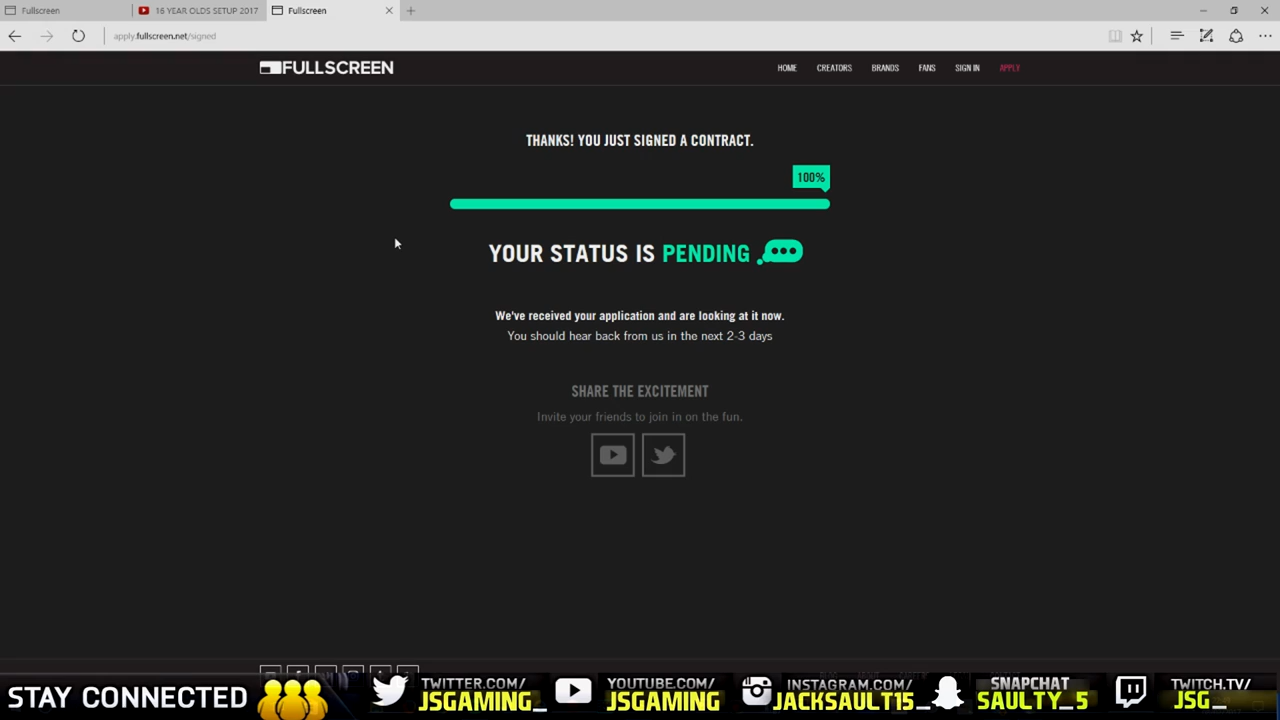 Fullscreen
16 YEAR OLDS SETUP 2017
Fullscreen
apply.fullscreen.net/signed
FULLSCREEN
HOME
CREATORS
BRANDS
FANS
SIGN IN
APPLY
THANKS! YOU JUST SIGNED A CONTRACT.
100%
YOUR STATUS IS PENDING
We've received your application and are looking at it now.
You should hear back from us in the next 2-3 days
SHARE THE EXCITEMENT
Invite your friends to join in on the fun.
STAY CONNECTED
TWITTER.COM/
JSGAMING_
YOUTUBE.COM/
JSGAMING
INSTAGRAM.COM/
JACKSAULT15_
SNAPCHAT
SAULTY_5
TWITCH.TV/
JSG_